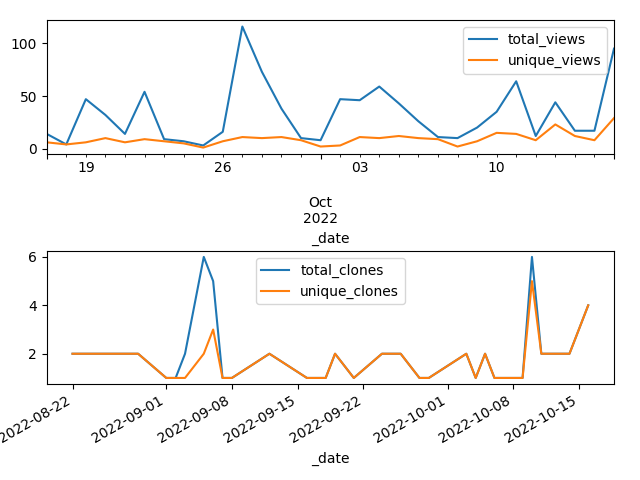 100
50
0
total_views
unique_views
19
26
03
10
Oct
2022
_date
6
4
2
total_clones
unique_clones
2022-08-22
2022-09-01
2022-09-08
2022-09-15
2022-09-22
2022-10-01
2022-10-08
2022-10-15
_date